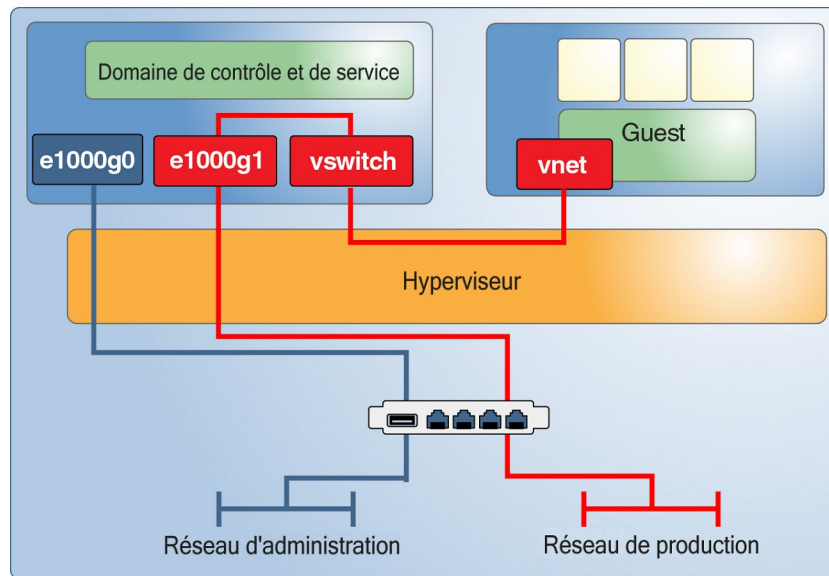 Domaine de contrôle et de service
e1000g0
e1000g1
vswitch
Guest
vnet
Hyperviseur
Réseau d'administration
Réseau de production